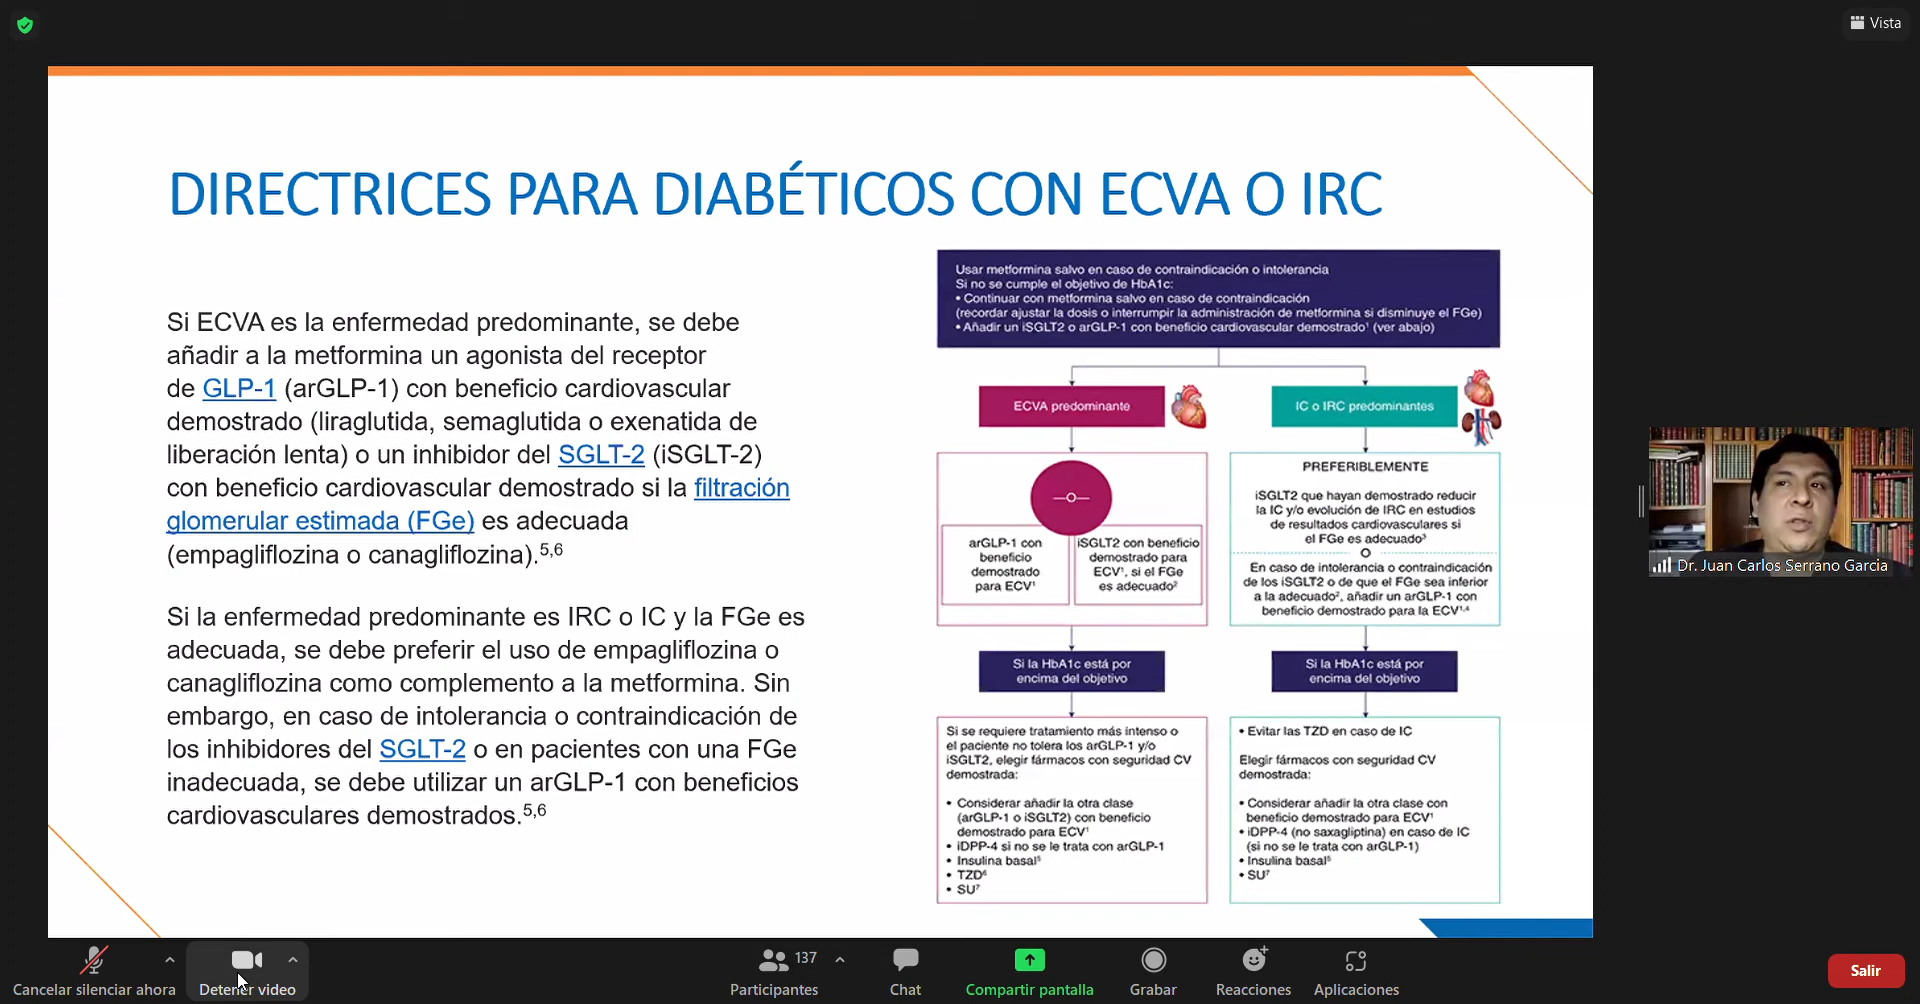 Vista
DIRECTRICES PARA DIABÉTICOS CON ECVA O IRC
Si ECVA es la enfermedad predominante, se debe
añadir a la metformina un agonista del receptor
de GLP-1 (arGLP-1) con beneficio cardiovascular
demostrado (liraglutida, semaglutida o exenatida de
liberación lenta) o un inhibidor del SGLT-2 (iSGLT-2)
con beneficio cardiovascular demostrado si la filtración
glomerular estimada (FGe) es adecuada
(empagliflozina o canagliflozina).5,6
Si la enfermedad predominante es IRC o IC y la FGe es
adecuada, se debe preferir el uso de empagliflozina o
canagliflozina como complemento a la metformina. Sin
embargo, en caso de intolerancia o contraindicación de
los inhibidores del SGLT-2 o en pacientes con una FGe
inadecuada, se debe utilizar un arGLP-1 con beneficios
cardiovasculares demostrados.5,6
Usar metformina salvo en caso de contraindicación o intolerancia
Si no se cumple el objetivo de HbA1c:
• Continuar con metformina salvo en caso de contraindicación
(recordar ajustar la dosis o interrumpir la administración de metformina si disminuye el FGe)
• Añadir un iSGLT2 o arGLP-1 con beneficio cardiovascular demostrado¹ (ver abajo)
ECVA predominante
IC o IRC predominantes
O
arGLP-1 con
beneficio
demostrado
para ECV¹
iSGLT2 con beneficio
demostrado para
ECV¹, si el FGe
es adecuado²
PREFERIBLEMENTE
iSGLT2 que hayan demostrado reducir
la IC y/o evolución de IRC en estudios
de resultados cardiovasculares si
el FGe es adecuado³
O
En caso de intolerancia o contraindicación
de los iSGLT2 o de que el FGe sea inferior
a la adecuado², añadir un arGLP-1 con
beneficio demostrado para la ECV¹,⁴
Si la HbA1c está por
encima del objetivo
Si la HbA1c está por
encima del objetivo
Si se requiere tratamiento más intenso o
el paciente no tolera los arGLP-1 y/o
iSGLT2, elegir fármacos con seguridad CV
demostrada:
• Considerar añadir la otra clase
(arGLP-1 o iSGLT2) con beneficio
demostrado para ECV¹
• iDPP-4 si no se le trata con arGLP-1
• Insulina basal⁵
• TZD⁶
• SU⁷
• Evitar las TZD en caso de IC
Elegir fármacos con seguridad CV
demostrada:
• Considerar añadir la otra clase con
beneficio demostrado para ECV¹
• iDPP-4 (no saxagliptina) en caso de IC
(si no se le trata con arGLP-1)
• Insulina basal⁵
• SU⁷
Dr. Juan Carlos Serrano Garcia
Cancelar silenciar ahora
Detener video
137
Participantes
Chat
Compartir pantalla
Grabar
Reacciones
Aplicaciones
Salir